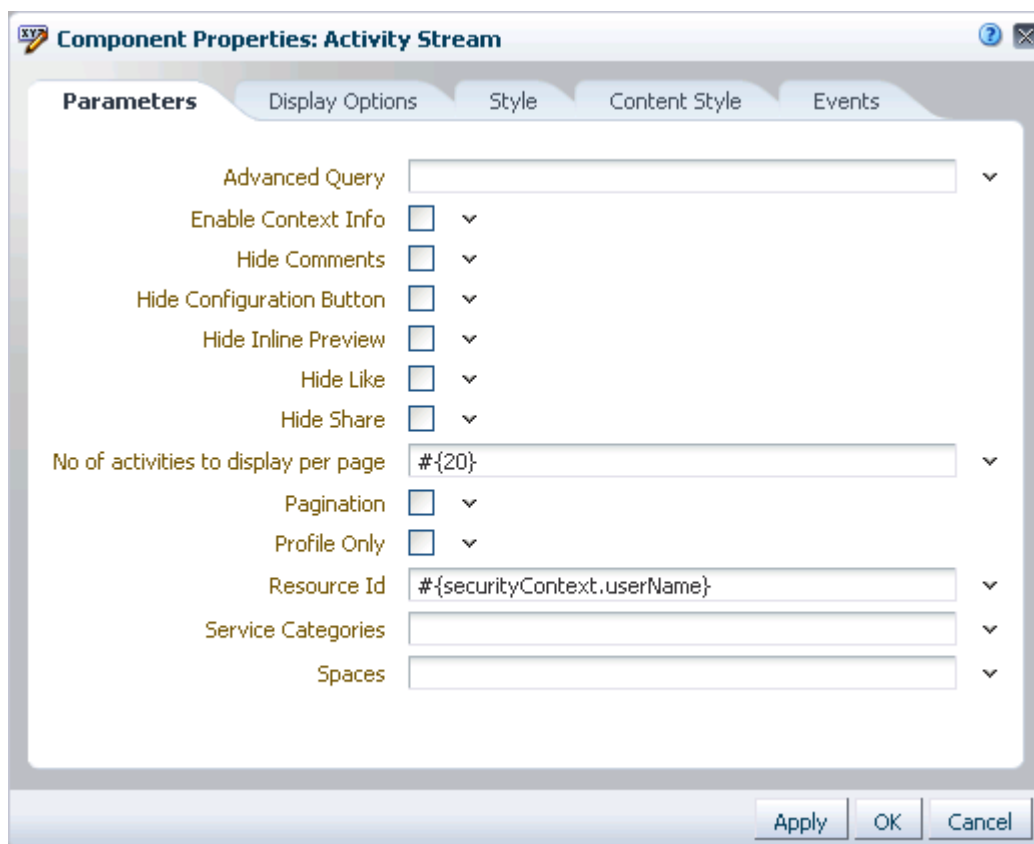 Component Properties: Activity Stream
Parameters Display Options Style Content Style Events
Advanced Query
Enable Context Info
Hide Comments
Hide Configuration Button
Hide Inline Preview
Hide Like
Hide Share
No of activities to display per page #{20}
Pagination
Profile Only
Resource Id #{securityContext.userName}
Service Categories
Spaces
Apply OK Cancel